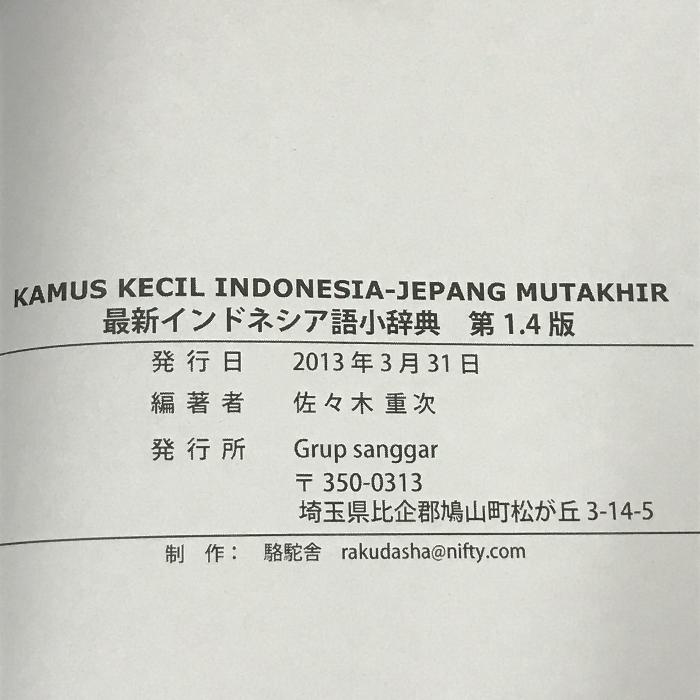 KAMUS KECIL INDONESIA-JEPANG MUTAKHIR
最新インドネシア語小辞典　第 1.4 版
発 行 日　2013 年 3 月 31 日
編 著 者　佐々木 重次
発 行 所　Grup sanggar
〒 350-0313
埼玉県比企郡鳩山町松が丘 3-14-5
制　作：　駱駝舎　rakudasha@nifty.com